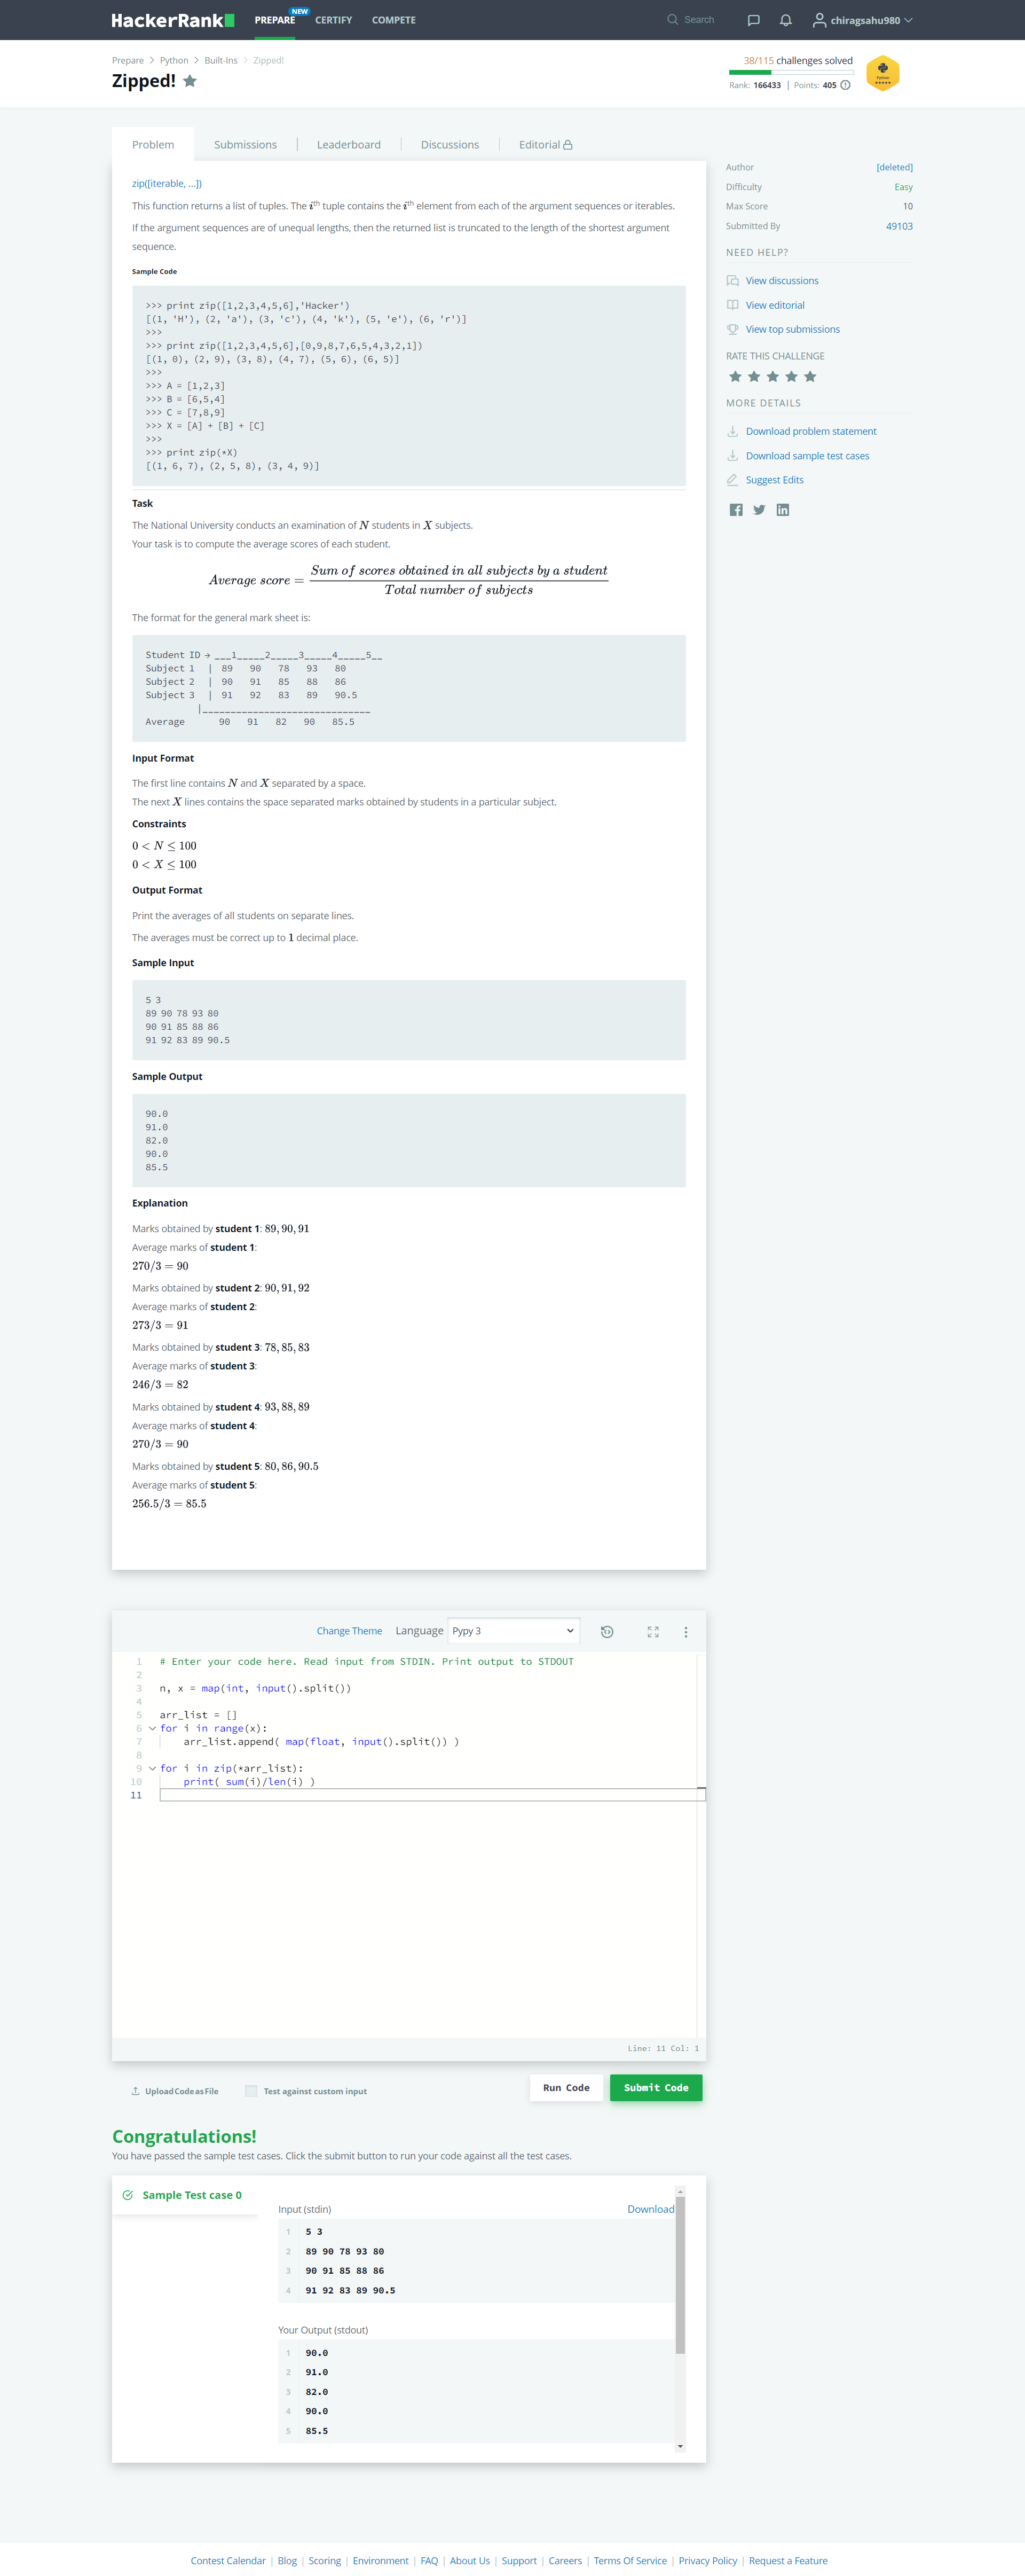 HackerRank
PREPARE
NEW
CERTIFY
COMPETE
Search
chiragsahu980
Prepare > Python > Built-Ins > Zipped!
Zipped!
38/115 challenges solved
Rank: 166433 | Points: 405
Python
Problem
Submissions
Leaderboard
Discussions
Editorial
zip([iterable, ...])
This function returns a list of tuples. The ith tuple contains the ith element from each of the argument sequences or iterables.
If the argument sequences are of unequal lengths, then the returned list is truncated to the length of the shortest argument
sequence.
Sample Code
>>> print zip([1,2,3,4,5,6],'Hacker')
[(1, 'H'), (2, 'a'), (3, 'c'), (4, 'k'), (5, 'e'), (6, 'r')]
>>>
>>> print zip([1,2,3,4,5,6],[0,9,8,7,6,5,4,3,2,1])
[(1, 0), (2, 9), (3, 8), (4, 7), (5, 6), (6, 5)]
>>>
>>> A = [1,2,3]
>>> B = [6,5,4]
>>> C = [7,8,9]
>>> X = [A] + [B] + [C]
>>>
>>> print zip(*X)
[(1, 6, 7), (2, 5, 8), (3, 4, 9)]
Task
The National University conducts an examination of N students in X subjects.
Your task is to compute the average scores of each student.
Average score = Sum of scores obtained in all subjects by a student / Total number of subjects
The format for the general mark sheet is:
Student ID → ___1_____2_____3_____4_____5__
Subject 1 | 89 90 78 93 80
Subject 2 | 90 91 85 88 86
Subject 3 | 91 92 83 89 90.5
|______________________________
Average 90 91 82 90 85.5
Input Format
The first line contains N and X separated by a space.
The next X lines contains the space separated marks obtained by students in a particular subject.
Constraints
0 < N ≤ 100
0 < X ≤ 100
Output Format
Print the averages of all students on separate lines.
The averages must be correct up to 1 decimal place.
Sample Input
5 3
89 90 78 93 80
90 91 85 88 86
91 92 83 89 90.5
Sample Output
90.0
91.0
82.0
90.0
85.5
Explanation
Marks obtained by student 1: 89, 90, 91
Average marks of student 1:
270/3 = 90
Marks obtained by student 2: 90, 91, 92
Average marks of student 2:
273/3 = 91
Marks obtained by student 3: 78, 85, 83
Average marks of student 3:
246/3 = 82
Marks obtained by student 4: 93, 88, 89
Average marks of student 4:
270/3 = 90
Marks obtained by student 5: 80, 86, 90.5
Average marks of student 5:
256.5/3 = 85.5
Author [deleted]
Difficulty Easy
Max Score 10
Submitted By 49103
NEED HELP?
View discussions
View editorial
View top submissions
RATE THIS CHALLENGE
MORE DETAILS
Download problem statement
Download sample test cases
Suggest Edits
Change Theme
Language
Pypy 3
1 # Enter your code here. Read input from STDIN. Print output to STDOUT
2
3 n, x = map(int, input().split())
4
5 arr_list = []
6 for i in range(x):
7 arr_list.append( map(float, input().split()) )
8
9 for i in zip(*arr_list):
10 print( sum(i)/len(i) )
11
Line: 11 Col: 1
Upload Code as File
Test against custom input
Run Code
Submit Code
Congratulations!
You have passed the sample test cases. Click the submit button to run your code against all the test cases.
Sample Test case 0
Input (stdin)
Download
1 5 3
2 89 90 78 93 80
3 90 91 85 88 86
4 91 92 83 89 90.5
Your Output (stdout)
1 90.0
2 91.0
3 82.0
4 90.0
5 85.5
Contest Calendar | Blog | Scoring | Environment | FAQ | About Us | Support | Careers | Terms Of Service | Privacy Policy | Request a Feature